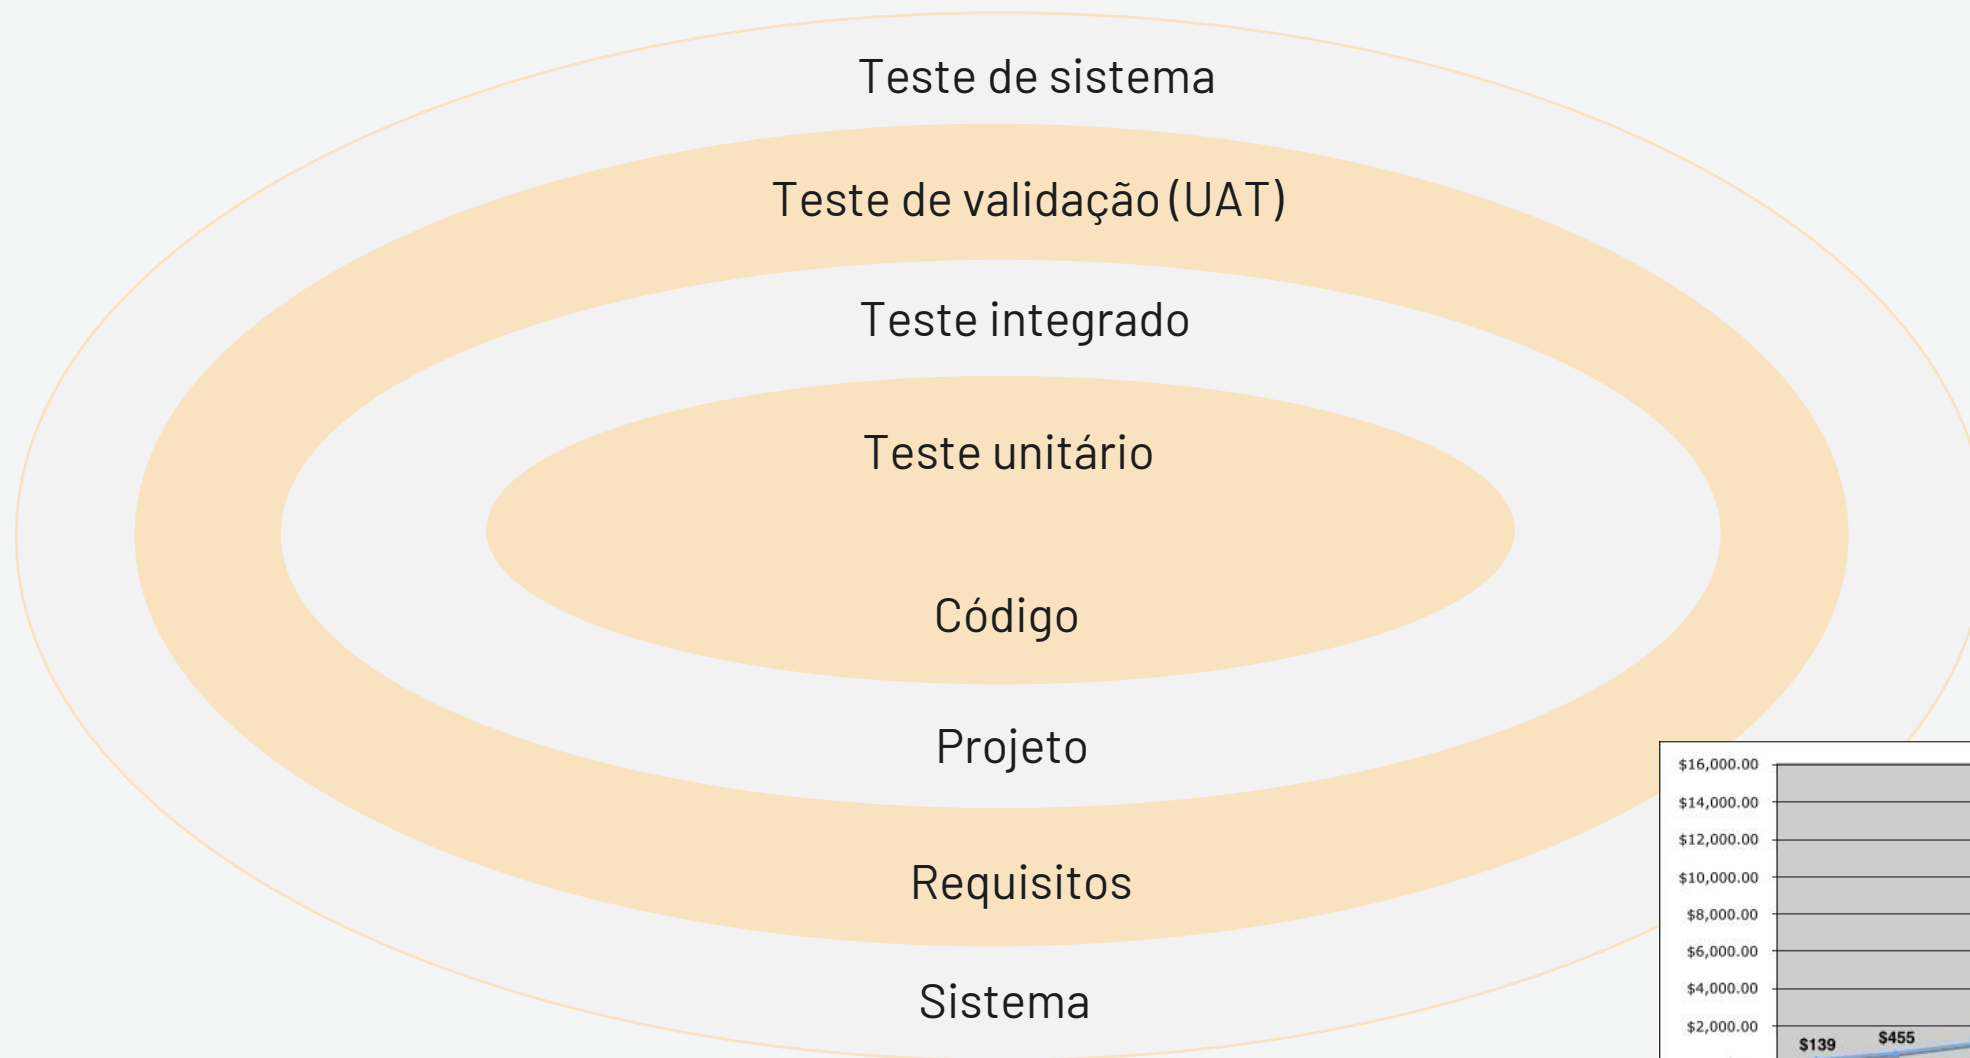 Teste de sistema
Teste de validação (UAT)
Teste integrado
Teste unitário
Código
Projeto
Requisitos
Sistema
$16,000.00
$14,000.00
$12,000.00
$10,000.00
$8,000.00
$6,000.00
$4,000.00
$2,000.00
$139
$455